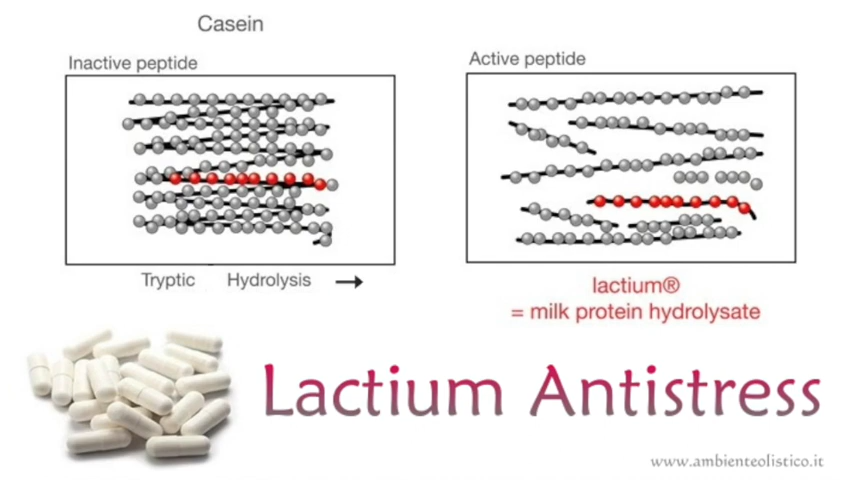 Casein
Inactive peptide
Active peptide
Tryptic Hydrolysis
lactium®
= milk protein hydrolysate
Lactium Antistress
www.ambienteolistico.it